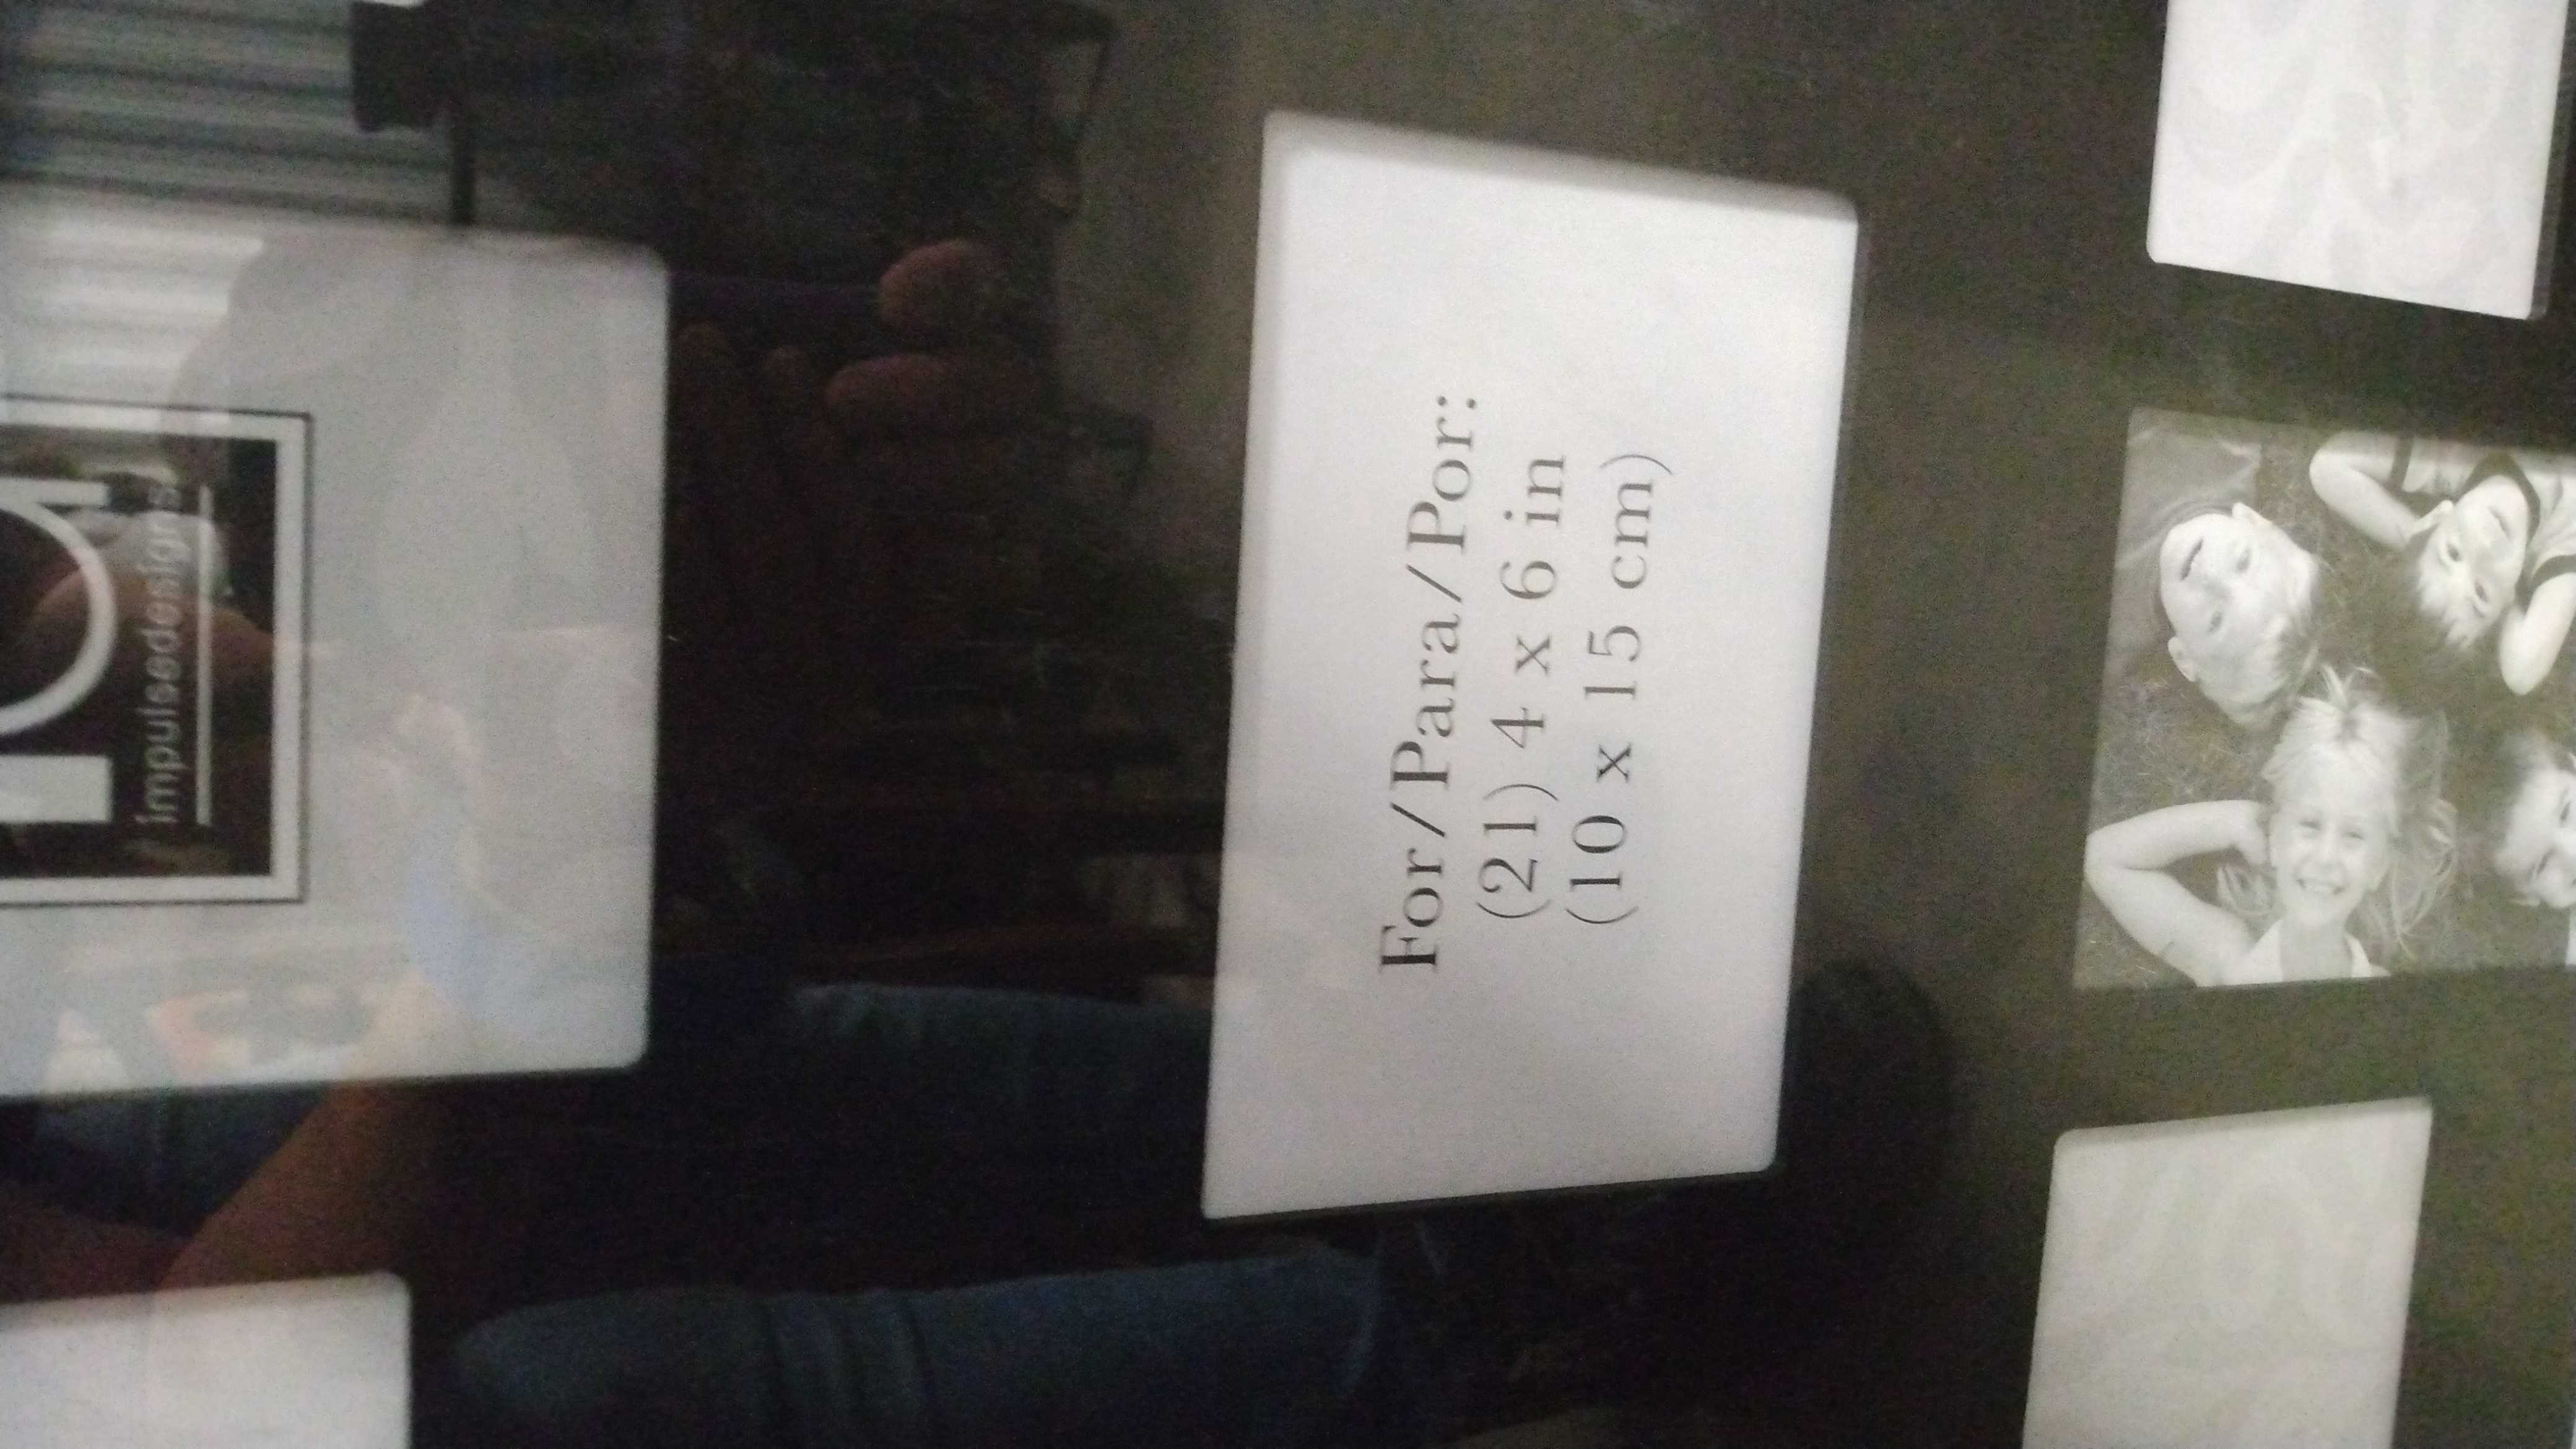 impulsedesigns
For/Para/Por:
(21) 4 x 6 in
(10 x 15 cm)